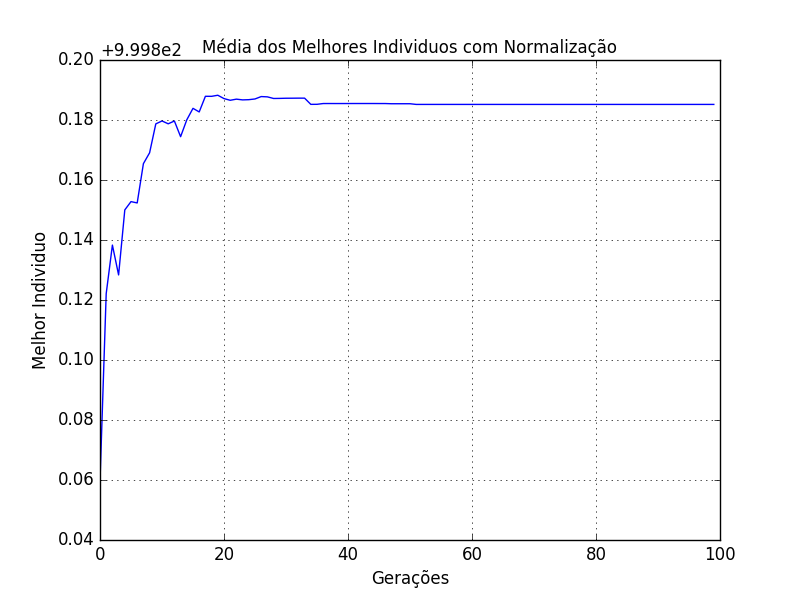 +9.998e2
Média dos Melhores Individuos com Normalização
0.20
0.18
0.16
0.14
0.12
0.10
0.08
0.06
0.04
Melhor Individuo
0 20 40 60 80 100
Gerações